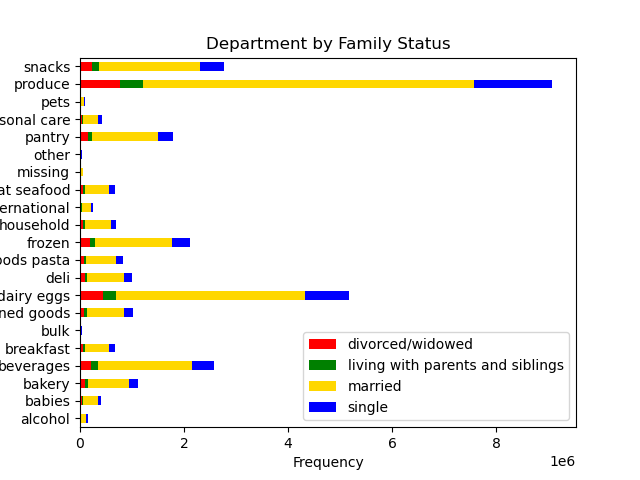 Department by Family Status
snacks
produce
pets
sonal care
pantry
other
missing
at seafood
ernational
household
frozen
oods pasta
deli
dairy eggs
ned goods
bulk
breakfast
beverages
bakery
babies
alcohol
divorced/widowed
living with parents and siblings
married
single
0 2 4 6 8
1e6
Frequency